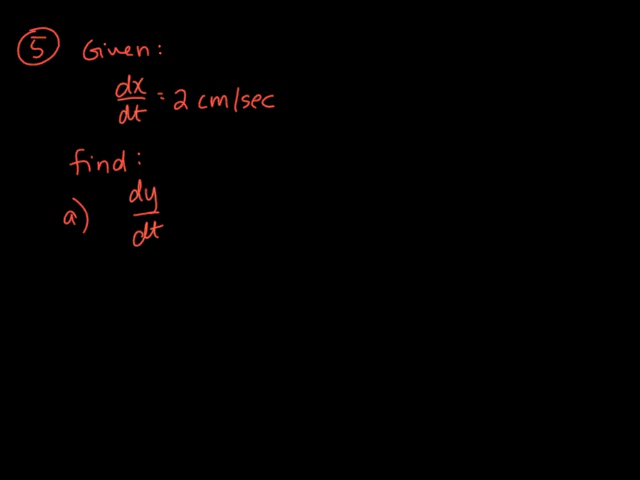 5 Given:
dx/dt = 2 cm/sec
find:
a) dy/dt